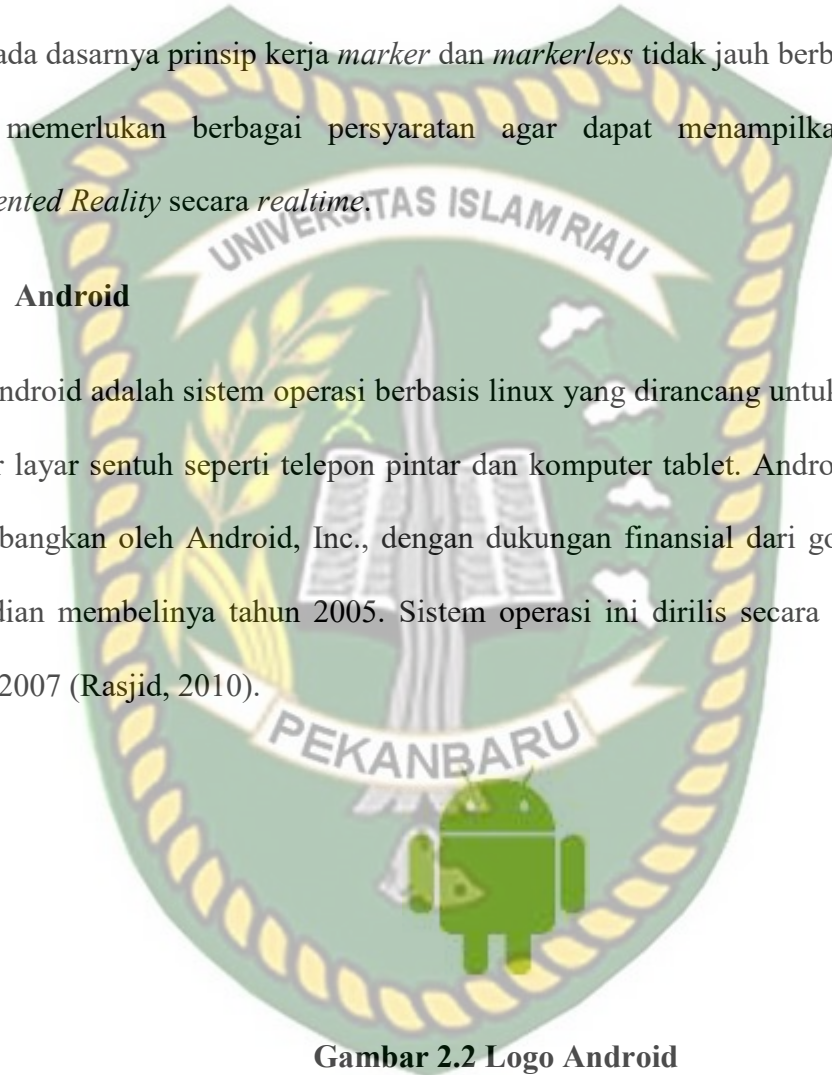 ada dasarnya prinsip kerja marker dan markerless tidak jauh berb
memerlukan berbagai persyaratan agar dapat menampilka
ented Reality secara realtime.
UNIVERSITAS ISLAM RIAU
Android
ndroid adalah sistem operasi berbasis linux yang dirancang untuk
r layar sentuh seperti telepon pintar dan komputer tablet. Andro
bangkan oleh Android, Inc., dengan dukungan finansial dari go
dian membelinya tahun 2005. Sistem operasi ini dirilis secara
2007 (Rasjid, 2010).
PEKANBARU
Gambar 2.2 Logo Android